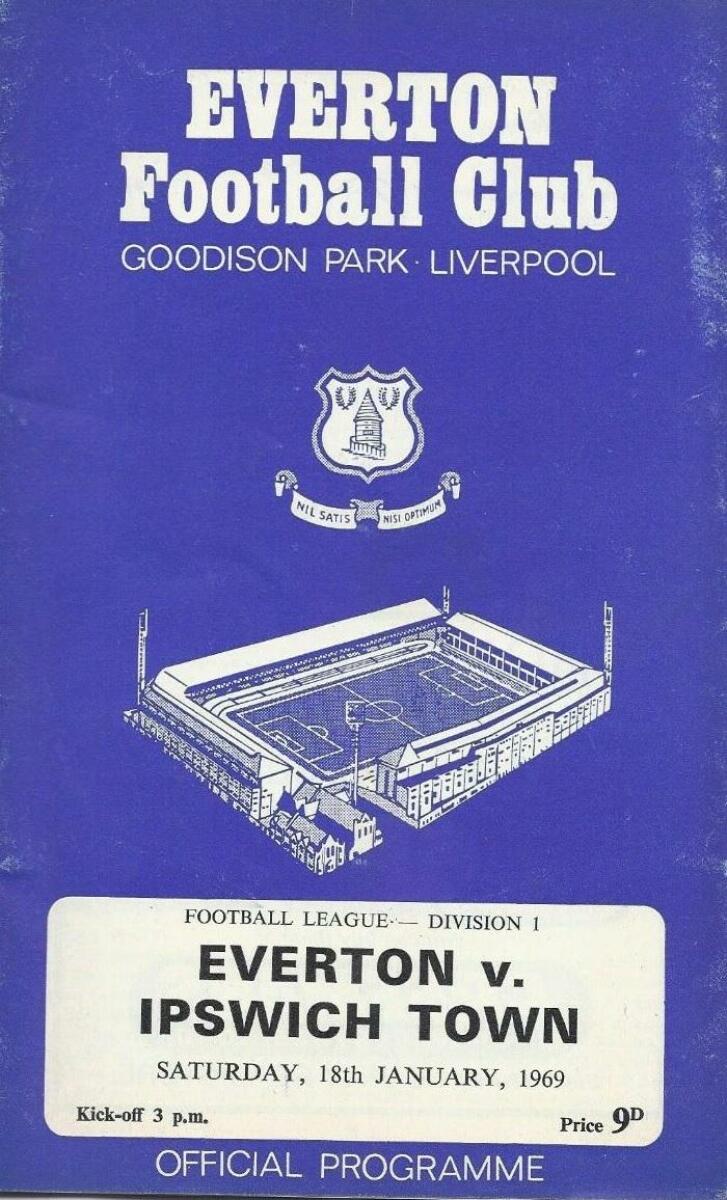 EVERTON
Football Club
GOODISON PARK · LIVERPOOL
NIL SATIS NISI OPTIMUM
FOOTBALL LEAGUE — DIVISION 1
EVERTON v.
IPSWICH TOWN
SATURDAY, 18th JANUARY, 1969
Kick-off 3 p.m. Price 9D
OFFICIAL PROGRAMME